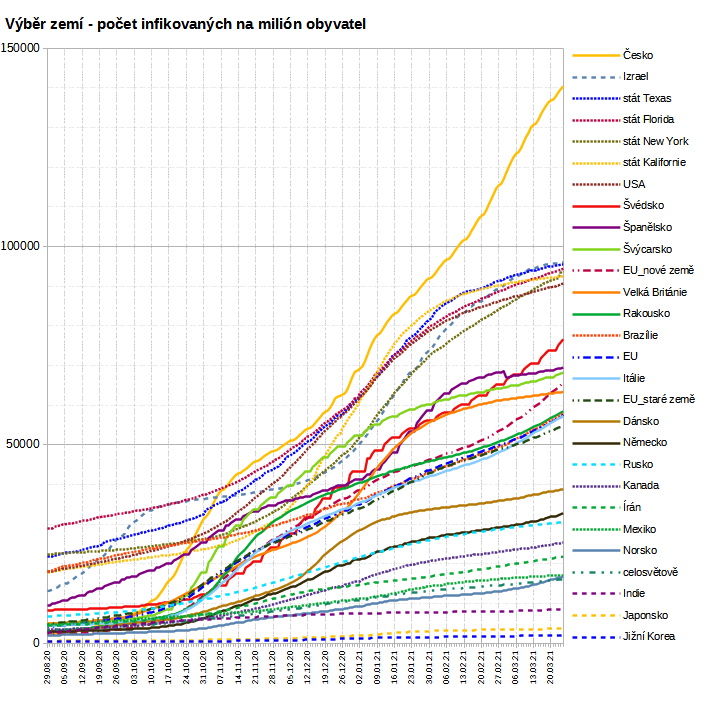 Výběr zemí - počet infikovaných na milión obyvatel
150000
100000
50000
0
29.08.20
05.09.20
12.09.20
19.09.20
26.09.20
03.10.20
10.10.20
17.10.20
24.10.20
31.10.20
07.11.20
14.11.20
21.11.20
28.11.20
05.12.20
12.12.20
19.12.20
26.12.20
02.01.21
09.01.21
16.01.21
23.01.21
30.01.21
06.02.21
13.02.21
20.02.21
27.02.21
06.03.21
13.03.21
20.03.21
Česko
Izrael
stát Texas
stát Florida
stát New York
stát Kalifornie
USA
Švédsko
Španělsko
Švýcarsko
EU_nové země
Velká Británie
Rakousko
Brazílie
EU
Itálie
EU_staré země
Dánsko
Německo
Rusko
Kanada
Írán
Mexiko
Norsko
celosvětově
Indie
Japonsko
Jižní Korea